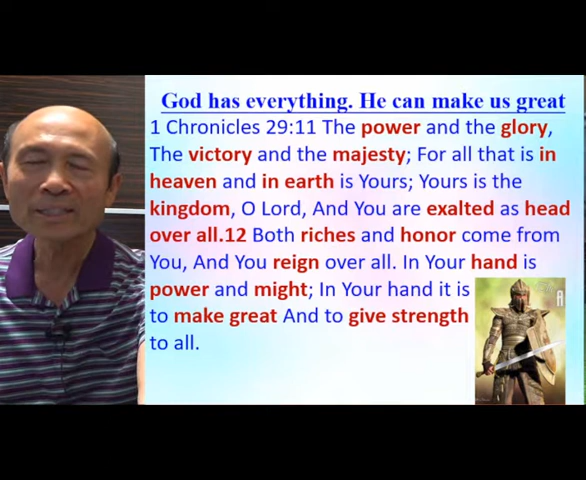 God has everything. He can make us great
1 Chronicles 29:11 The power and the glory,
The victory and the majesty; For all that is in
heaven and in earth is Yours; Yours is the
kingdom, O Lord, And You are exalted as head
over all.12 Both riches and honor come from
You, And You reign over all. In Your hand is
power and might; In Your hand it is
to make great And to give strength
to all.